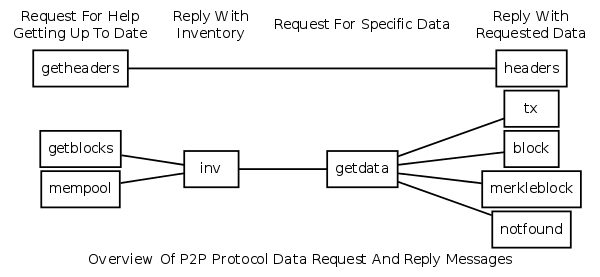 Request For Help
Getting Up To Date
Reply With
Inventory
Request For Specific Data
Reply With
Requested Data
getheaders
headers
tx
getblocks
block
inv
getdata
mempool
merkleblock
notfound
Overview Of P2P Protocol Data Request And Reply Messages